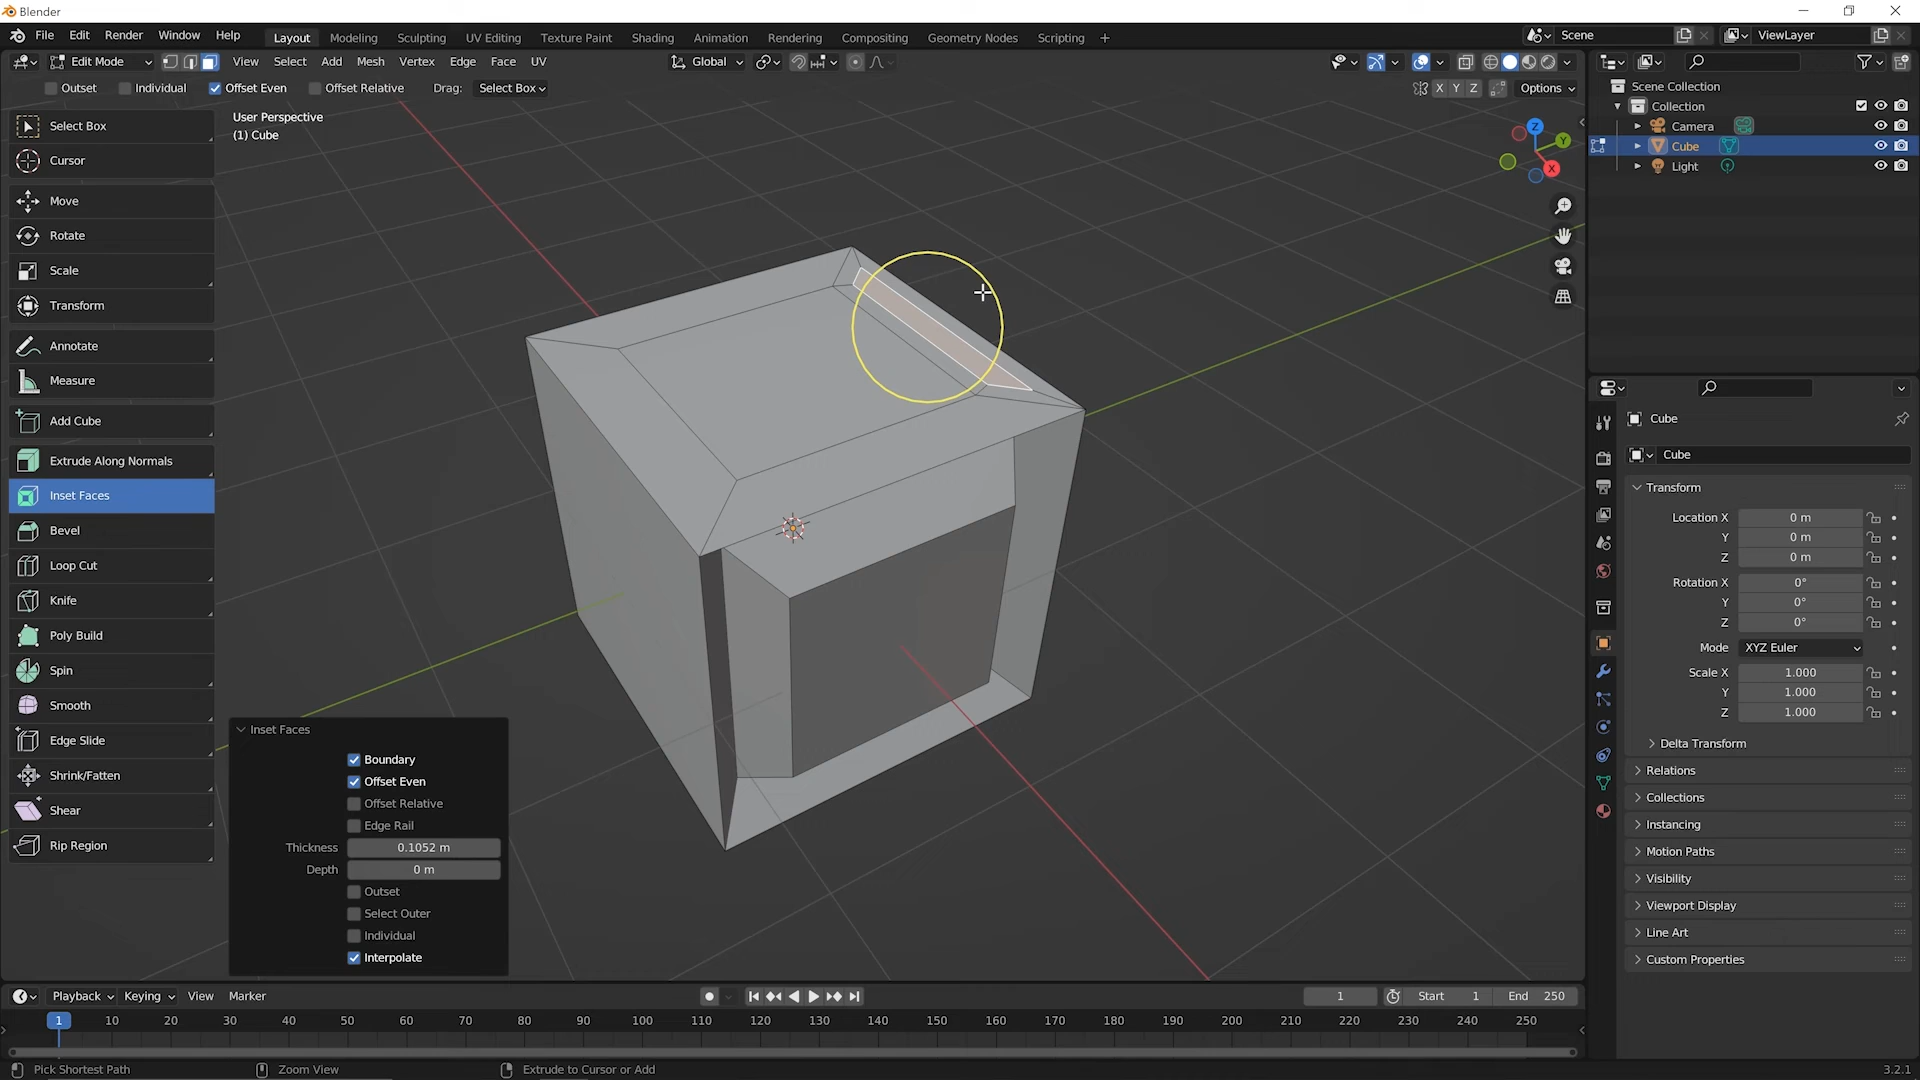 Blender
File Edit Render Window Help Layout Modeling Sculpting UV Editing Texture Paint Shading Animation Rendering Compositing Geometry Nodes Scripting + Scene ViewLayer
Edit Mode View Select Add Mesh Vertex Edge Face UV Global
Outset Individual Offset Even Offset Relative Drag: Select Box X Y Z Options
User Perspective
(1) Cube
Z
Y
X
Select Box
Cursor
Move
Rotate
Scale
Transform
Annotate
Measure
Add Cube
Extrude Along Normals
Inset Faces
Bevel
Loop Cut
Knife
Poly Build
Spin
Smooth
Edge Slide
Shrink/Fatten
Shear
Rip Region
Inset Faces
Boundary
Offset Even
Offset Relative
Edge Rail
Thickness 0.1052 m
Depth 0 m
Outset
Select Outer
Individual
Interpolate
Scene Collection
Collection
Camera
Cube
Light
Cube
Cube
Transform
Location X 0 m
Y 0 m
Z 0 m
Rotation X 0°
Y 0°
Z 0°
Mode XYZ Euler
Scale X 1.000
Y 1.000
Z 1.000
Delta Transform
Relations
Collections
Instancing
Motion Paths
Visibility
Viewport Display
Line Art
Custom Properties
Playback Keying View Marker 1 Start 1 End 250
1 10 20 30 40 50 60 70 80 90 100 110 120 130 140 150 160 170 180 190 200 210 220 230 240 250
Pick Shortest Path Zoom View Extrude to Cursor or Add 3.2.1